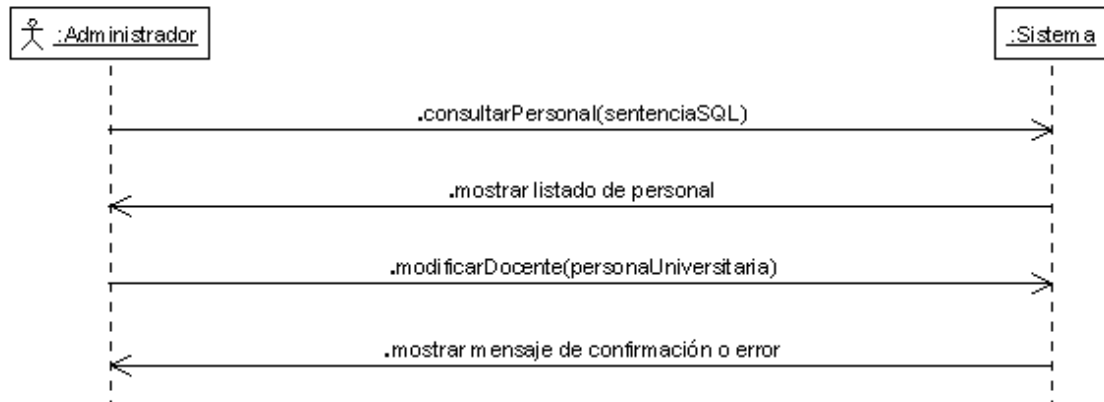 :Administrador
:Sistema
.consultarPersonal(sentenciaSQL)
.mostrar listado de personal
.modificarDocente(personaUniversitaria)
.mostrar mensaje de confirmación o error